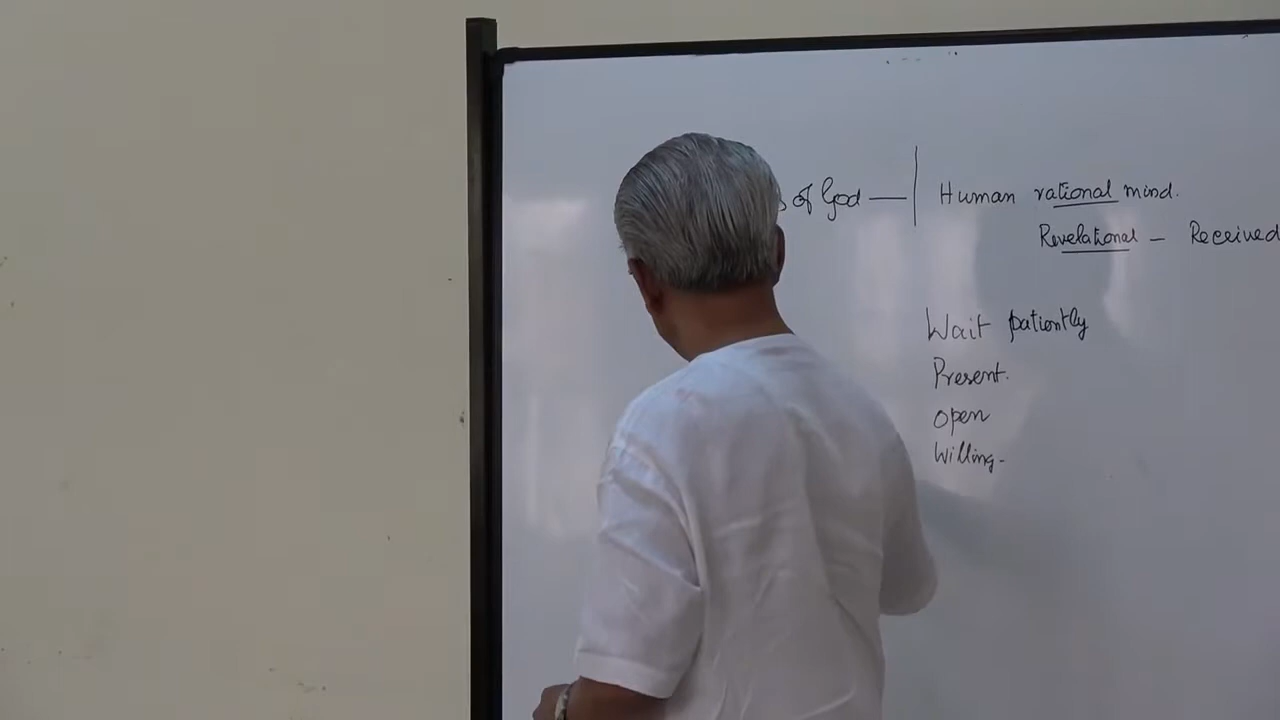 of God — Human rational mind.
Revelational - Received
Wait patiently
Present.
open
Willing-